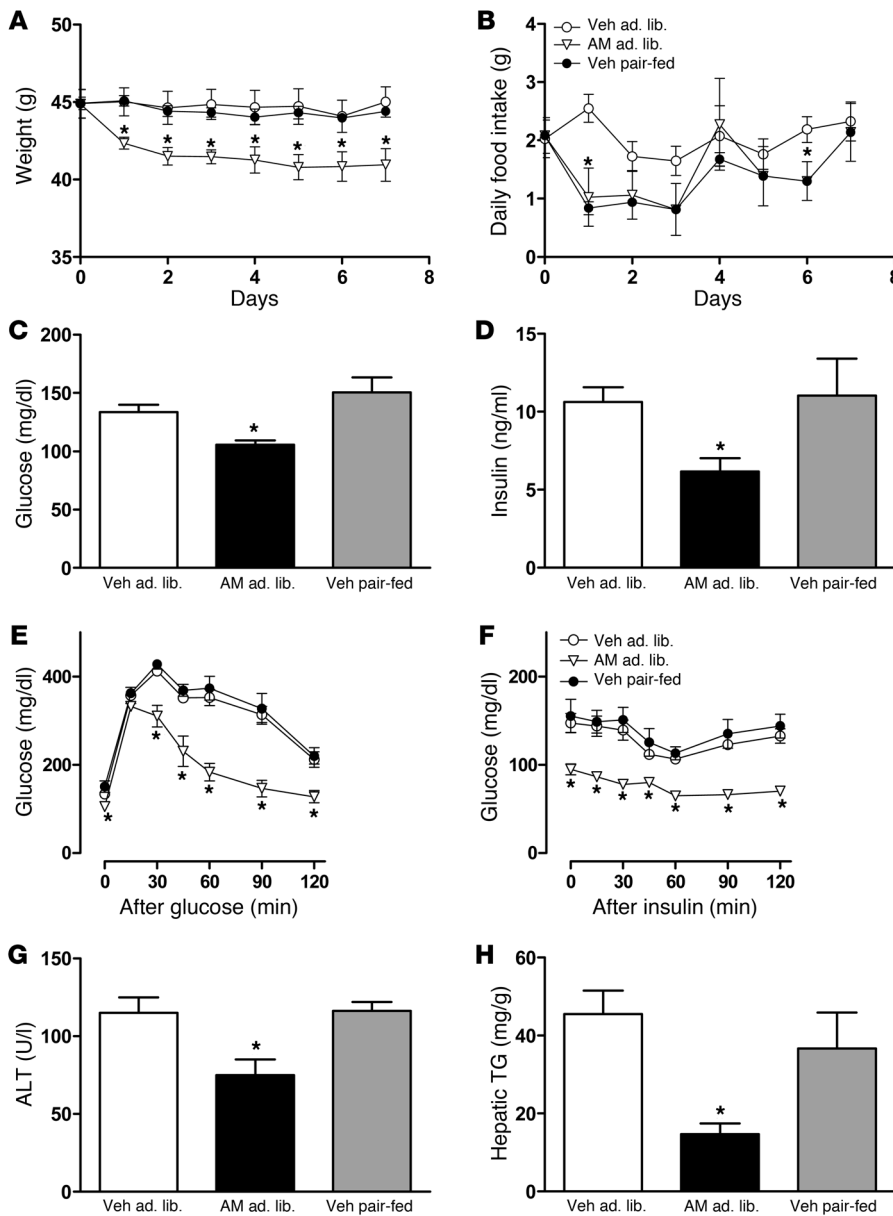 A
50
45
40
35
Weight (g)
* * * * * * *
0 2 4 6 8
Days
B
Veh ad. lib.
AM ad. lib.
Veh pair-fed
4
3
2
1
0
Daily food intake (g)
* *
0 2 4 6 8
Days
C
200
150
100
50
0
Glucose (mg/dl)
*
Veh ad. lib. AM ad. lib. Veh pair-fed
D
15
10
5
0
Insulin (ng/ml)
*
Veh ad. lib. AM ad. lib. Veh pair-fed
E
400
200
0
Glucose (mg/dl)
* * * * * *
0 30 60 90 120
After glucose (min)
F
Veh ad. lib.
AM ad. lib.
Veh pair-fed
200
100
0
Glucose (mg/dl)
* * * * * * *
0 30 60 90 120
After insulin (min)
G
150
100
50
0
ALT (U/l)
*
Veh ad. lib. AM ad. lib. Veh pair-fed
H
60
40
20
0
Hepatic TG (mg/g)
*
Veh ad. lib. AM ad. lib. Veh pair-fed